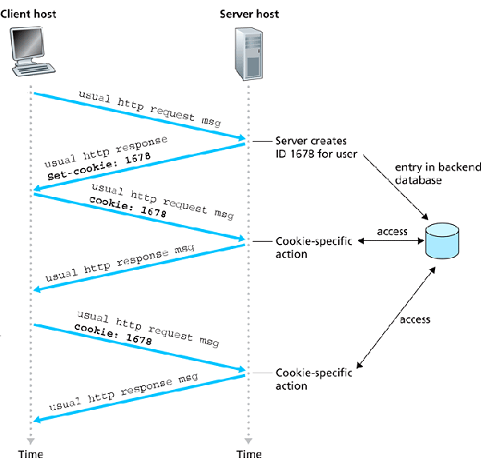 Client host
Server host
usual http request msg
Server creates
ID 1678 for user
usual http response
Set-cookie: 1678
entry in backend
database
usual http request msg
cookie: 1678
access
Cookie-specific
action
usual http response msg
access
usual http request msg
cookie: 1678
Cookie-specific
action
usual http response msg
Time
Time